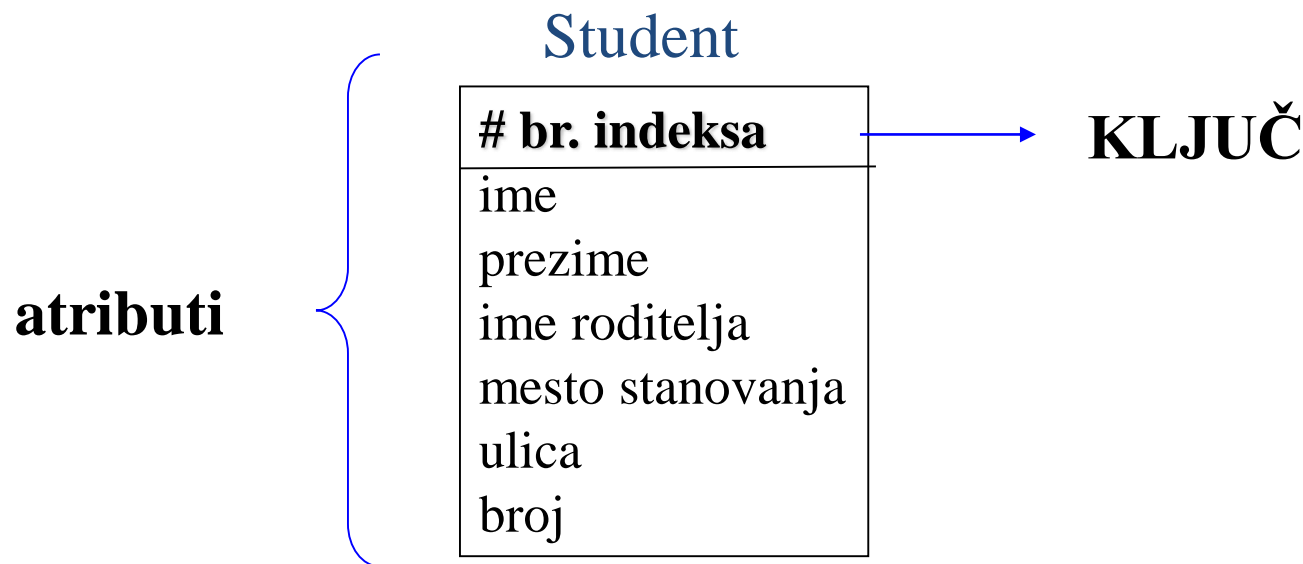 Student
# br. indeksa
KLJUČ
ime
prezime
ime roditelja
atributi
mesto stanovanja
ulica
broj